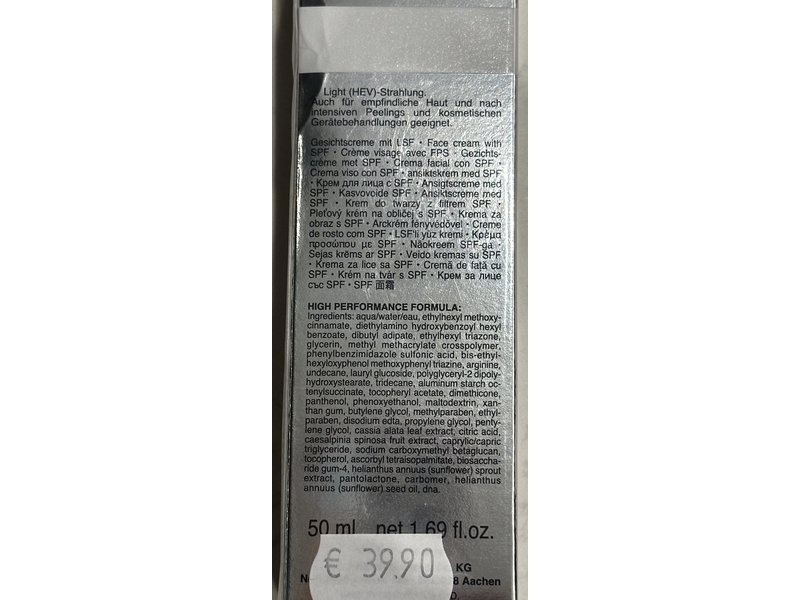 Light (HEV)-Strahlung.
Auch für empfindliche Haut und nach
intensiven Peelings und kosmetischen
Gerätebehandlungen geeignet.
Gesichtscreme mit LSF • Face cream with
SPF • Crème visage avec FPS • Gezichts-
crème met SPF • Crema facial con SPF •
Crema viso con SPF • ansiktskrem med SPF
• Крем для лица с SPF • Ansigtscreme med
SPF • Kasvovoide SPF • Ansiktscreme med
SPF • Krem do twarzy z filtrem SPF •
Pleťový krém na obličej s SPF • Krema za
obraz s SPF • Arckrém fényvédővel • Creme
de rosto com SPF • LSF'li yüz kremi • Κρέμα
προσώπου με SPF • Näokreem SPF-ga •
Sejas krēms ar SPF • Veido kremas su SPF
• Krema za lice sa SPF • Cremă de față cu
SPF • Krém na tvár s SPF • Крем за лице
със SPF • SPF 面霜
HIGH PERFORMANCE FORMULA:
Ingredients: aqua/water/eau, ethylhexyl methoxy-
cinnamate, diethylamino hydroxybenzoyl hexyl
benzoate, dibutyl adipate, ethylhexyl triazone,
glycerin, methyl methacrylate crosspolymer,
phenylbenzimidazole sulfonic acid, bis-ethyl-
hexyloxyphenol methoxyphenyl triazine, arginine,
undecane, lauryl glucoside, polyglyceryl-2 dipoly-
hydroxystearate, tridecane, aluminum starch oc-
tenylsuccinate, tocopheryl acetate, dimethicone,
panthenol, phenoxyethanol, maltodextrin, xan-
than gum, butylene glycol, methylparaben, ethyl-
paraben, disodium edta, propylene glycol, penty-
lene glycol, cassia alata leaf extract, citric acid,
caesalpinia spinosa fruit extract, caprylic/capric
triglyceride, sodium carboxymethyl betaglucan,
tocopherol, ascorbyl tetraisopalmitate, biosaccha-
ride gum-4, helianthus annuus (sunflower) sprout
extract, pantolactone, carbomer, helianthus
annuus (sunflower) seed oil, dna.
50 ml net 1.69 fl.oz.
€ 39.90
KG
8 Aachen